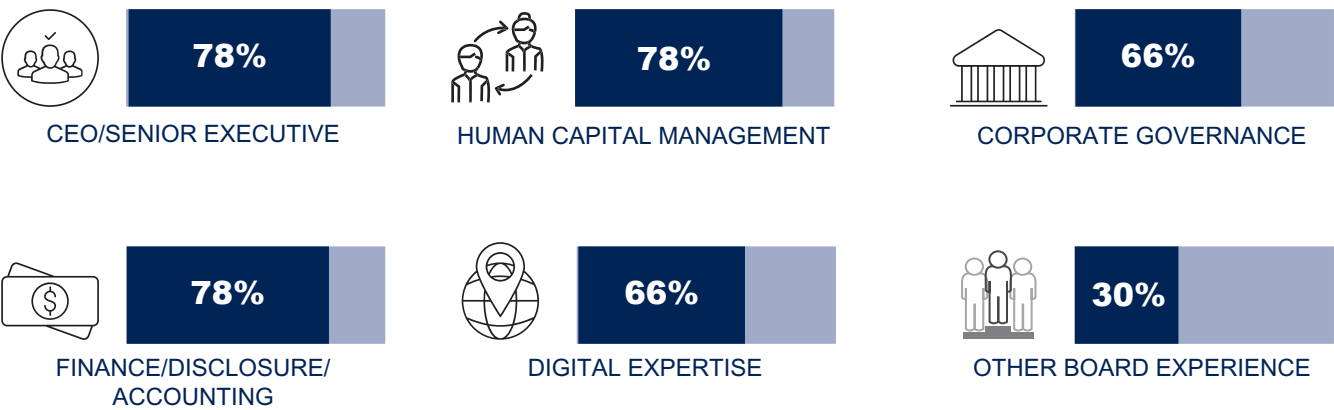 78%
CEO/SENIOR EXECUTIVE
78%
HUMAN CAPITAL MANAGEMENT
66%
CORPORATE GOVERNANCE
$
78%
FINANCE/DISCLOSURE/
ACCOUNTING
66%
DIGITAL EXPERTISE
30%
OTHER BOARD EXPERIENCE